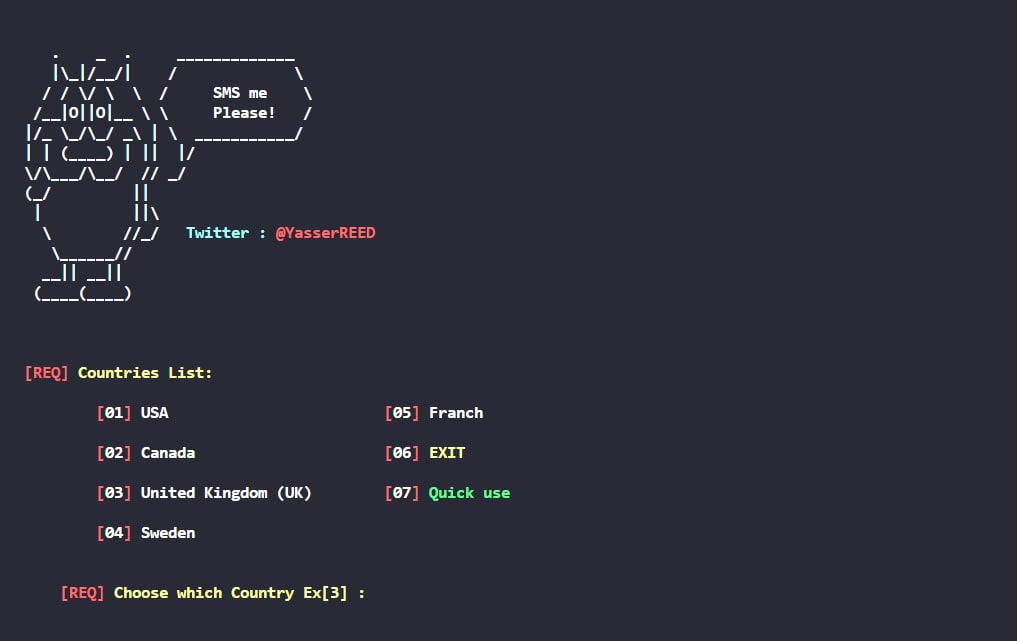 SMS me
Please!
Twitter : @YasserREED
[REQ] Countries List:
[01] USA
[05] Franch
[02] Canada
[06] EXIT
[03] United Kingdom (UK)
[07] Quick use
[04] Sweden
[REQ] Choose which Country Ex[3] :